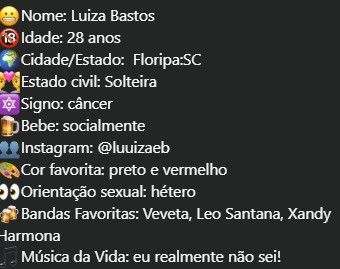 😬Nome: Luiza Bastos
🔞Idade: 28 anos
🌍Cidade/Estado:  Floripa:SC
👩‍❤️‍👨Estado civil: Solteira
🔯Signo: câncer
🍺Bebe: socialmente
👥Instagram: @luuizaeb
🎨Cor favorita: preto e vermelho
👀Orientação sexual: hétero
🍻Bandas Favoritas: Veveta, Leo Santana, Xandy
Harmona
🎵Música da Vida: eu realmente não sei!